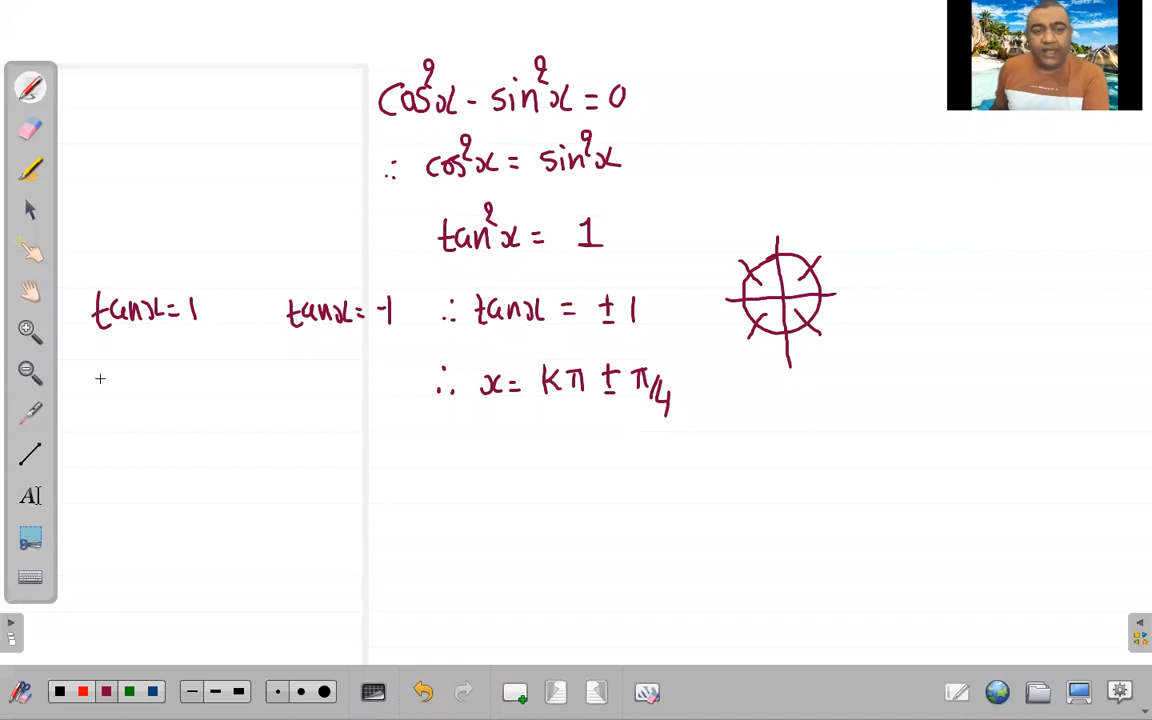 cos²x - sin²x = 0
∴ cos²x = sin²x
tan²x = 1
tanx = 1 tanx = -1 ∴ tanx = ± 1
∴ x = kπ ± π/4